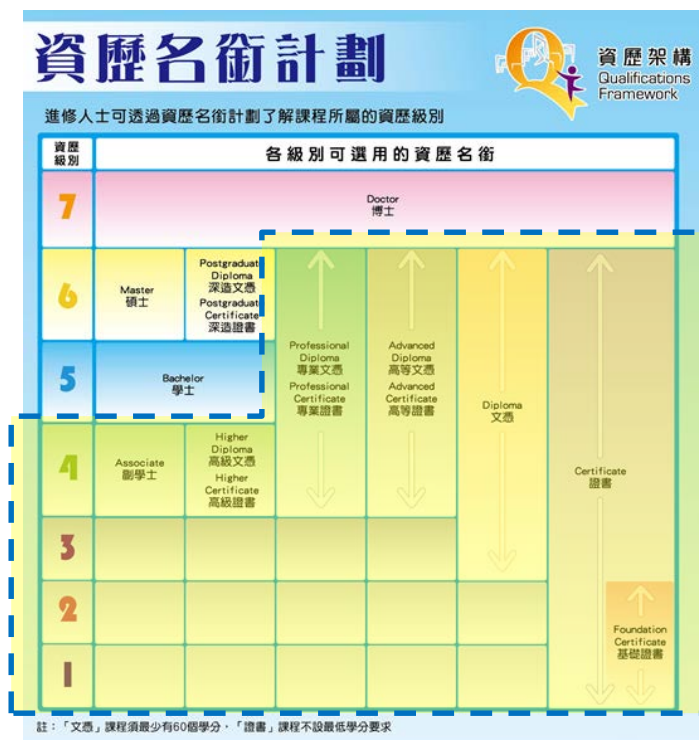 資歷名銜計劃
資歷架構
Qualifications
Framework
進修人士可透過資歷名銜計劃了解課程所屬的資歷級別
資歷
級別
各級別可選用的資歷名銜
7
Doctor
博士
6
Master
碩士
Postgraduate
Diploma
深造文憑
Postgraduate
Certificate
深造證書
5
Bachelor
學士
Professional
Diploma
專業文憑
Professional
Certificate
專業證書
Advanced
Diploma
高等文憑
Advanced
Certificate
高等證書
Diploma
文憑
Certificate
證書
4
Associate
副學士
Higher
Diploma
高級文憑
Higher
Certificate
高級證書
3
2
Foundation
Certificate
基礎證書
1
註：「文憑」課程須最少有60個學分，「證書」課程不設最低學分要求